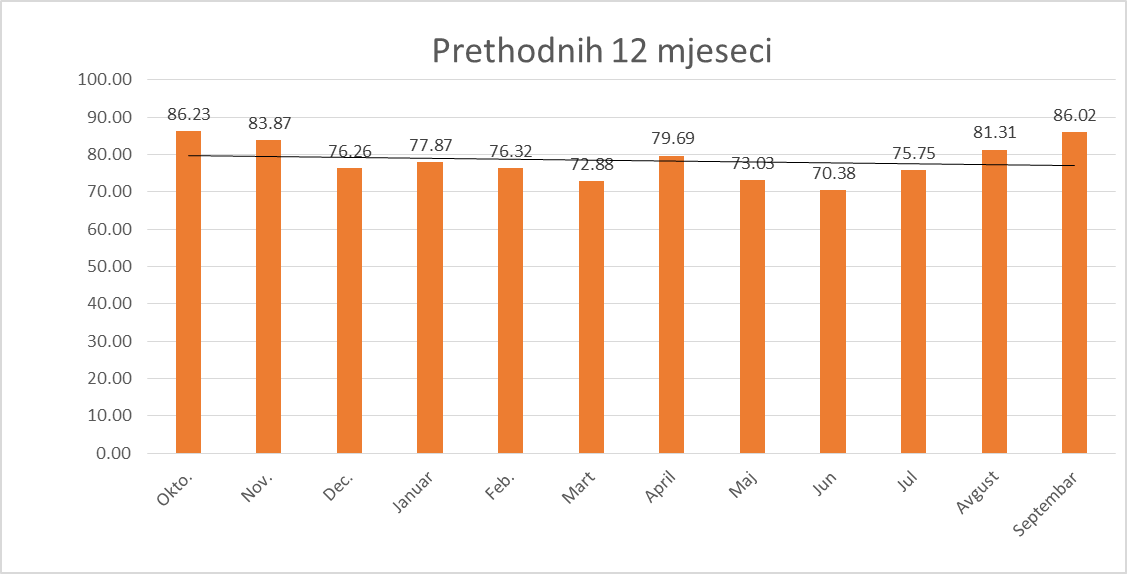 Prethodnih 12 mjeseci
100.00
90.00
80.00
70.00
60.00
50.00
40.00
30.00
20.00
10.00
0.00
86.23
83.87
76.26
77.87
76.32
72.88
79.69
73.03
70.38
75.75
81.31
86.02
Okto.
Nov.
Dec.
Januar
Feb.
Mart
April
Maj
Jun
Jul
Avgust
Septembar